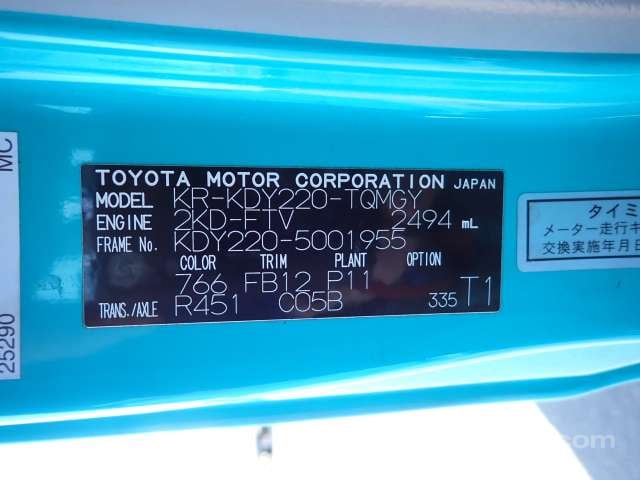 TOYOTA MOTOR CORPORATION JAPAN
MODEL KR-KDY220-TQMGY
ENGINE 2KD-FTV 2494 mL
FRAME No. KDY220-5001955
COLOR TRIM PLANT OPTION
766 FB12 P11
TRANS./AXLE R451 C05B 335 T1
MC
25290
タイミ
メーター走行キ
交換実施年月日